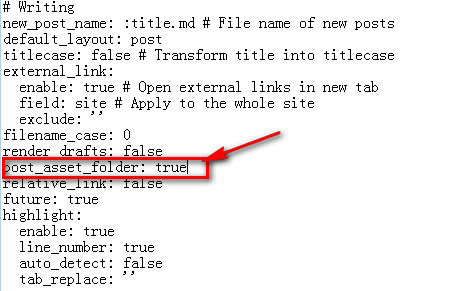 # Writing
new_post_name: :title.md # File name of new posts
default_layout: post
titlecase: false # Transform title into titlecase
external_link:
  enable: true # Open external links in new tab
  field: site # Apply to the whole site
  exclude: ''
filename_case: 0
render_drafts: false
post_asset_folder: true
relative_link: false
future: true
highlight:
  enable: true
  line_number: true
  auto_detect: false
  tab_replace: ''